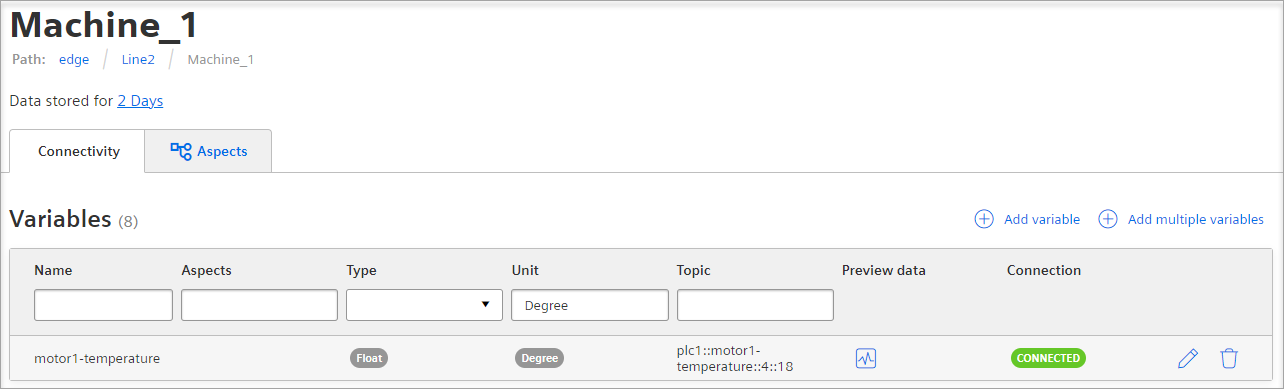 Machine_1
Path: edge / Line2 / Machine_1
Data stored for 2 Days
Connectivity Aspects
Variables (8) Add variable Add multiple variables
Name Aspects Type Unit Topic Preview data Connection
Degree
motor1-temperature Float Degree plc1::motor1- CONNECTED
temperature::4::18